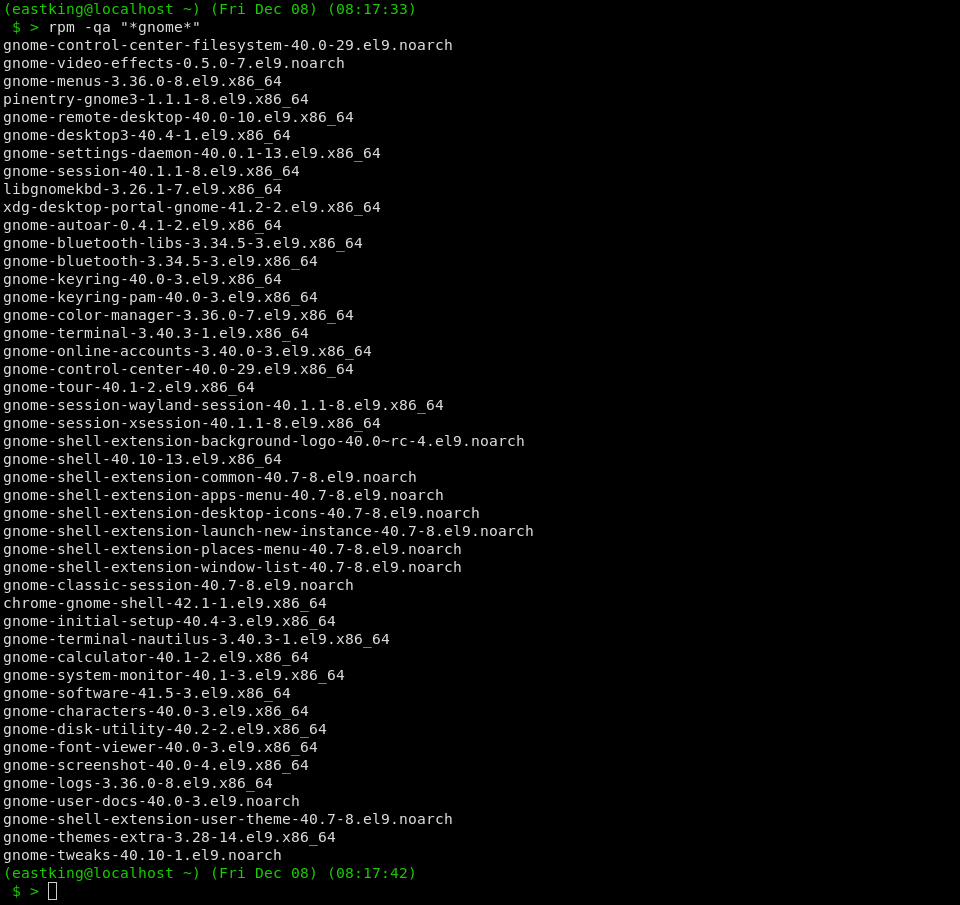 (eastking@localhost ~) (Fri Dec 08) (08:17:33)
$ > rpm -qa "*gnome*"
gnome-control-center-filesystem-40.0-29.el9.noarch
gnome-video-effects-0.5.0-7.el9.noarch
gnome-menus-3.36.0-8.el9.x86_64
pinentry-gnome3-1.1.1-8.el9.x86_64
gnome-remote-desktop-40.0-10.el9.x86_64
gnome-desktop3-40.4-1.el9.x86_64
gnome-settings-daemon-40.0.1-13.el9.x86_64
gnome-session-40.1.1-8.el9.x86_64
libgnomekbd-3.26.1-7.el9.x86_64
xdg-desktop-portal-gnome-41.2-2.el9.x86_64
gnome-autoar-0.4.1-2.el9.x86_64
gnome-bluetooth-libs-3.34.5-3.el9.x86_64
gnome-bluetooth-3.34.5-3.el9.x86_64
gnome-keyring-40.0-3.el9.x86_64
gnome-keyring-pam-40.0-3.el9.x86_64
gnome-color-manager-3.36.0-7.el9.x86_64
gnome-terminal-3.40.3-1.el9.x86_64
gnome-online-accounts-3.40.0-3.el9.x86_64
gnome-control-center-40.0-29.el9.x86_64
gnome-tour-40.1-2.el9.x86_64
gnome-session-wayland-session-40.1.1-8.el9.x86_64
gnome-session-xsession-40.1.1-8.el9.x86_64
gnome-shell-extension-background-logo-40.0~rc-4.el9.noarch
gnome-shell-40.10-13.el9.x86_64
gnome-shell-extension-common-40.7-8.el9.noarch
gnome-shell-extension-apps-menu-40.7-8.el9.noarch
gnome-shell-extension-desktop-icons-40.7-8.el9.noarch
gnome-shell-extension-launch-new-instance-40.7-8.el9.noarch
gnome-shell-extension-places-menu-40.7-8.el9.noarch
gnome-shell-extension-window-list-40.7-8.el9.noarch
gnome-classic-session-40.7-8.el9.noarch
chrome-gnome-shell-42.1-1.el9.x86_64
gnome-initial-setup-40.4-3.el9.x86_64
gnome-terminal-nautilus-3.40.3-1.el9.x86_64
gnome-calculator-40.1-2.el9.x86_64
gnome-system-monitor-40.1-3.el9.x86_64
gnome-software-41.5-3.el9.x86_64
gnome-characters-40.0-3.el9.x86_64
gnome-disk-utility-40.2-2.el9.x86_64
gnome-font-viewer-40.0-3.el9.x86_64
gnome-screenshot-40.0-4.el9.x86_64
gnome-logs-3.36.0-8.el9.x86_64
gnome-user-docs-40.0-3.el9.noarch
gnome-shell-extension-user-theme-40.7-8.el9.noarch
gnome-themes-extra-3.28-14.el9.x86_64
gnome-tweaks-40.10-1.el9.noarch
(eastking@localhost ~) (Fri Dec 08) (08:17:42)
$ >